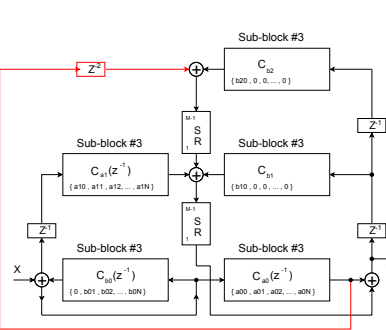 Sub-block #3
C_b2
{ b20 , 0 , 0, ... , 0 }
Z^-2
Z^-1
M-1
S
R
1
Sub-block #3
C_a1(z^-1)
{ a10 , a11 , a12, ... , a1N }
Sub-block #3
C_b1
{ b10 , 0, 0, ... , 0 }
M-1
S
R
1
Z^-1
Z^-1
X
Sub-block #3
C_b0(z^-1)
{ 0 , b01 , b02, ... , b0N }
Sub-block #3
C_a0(z^-1)
{ a00 , a01 , a02, ... , a0N }